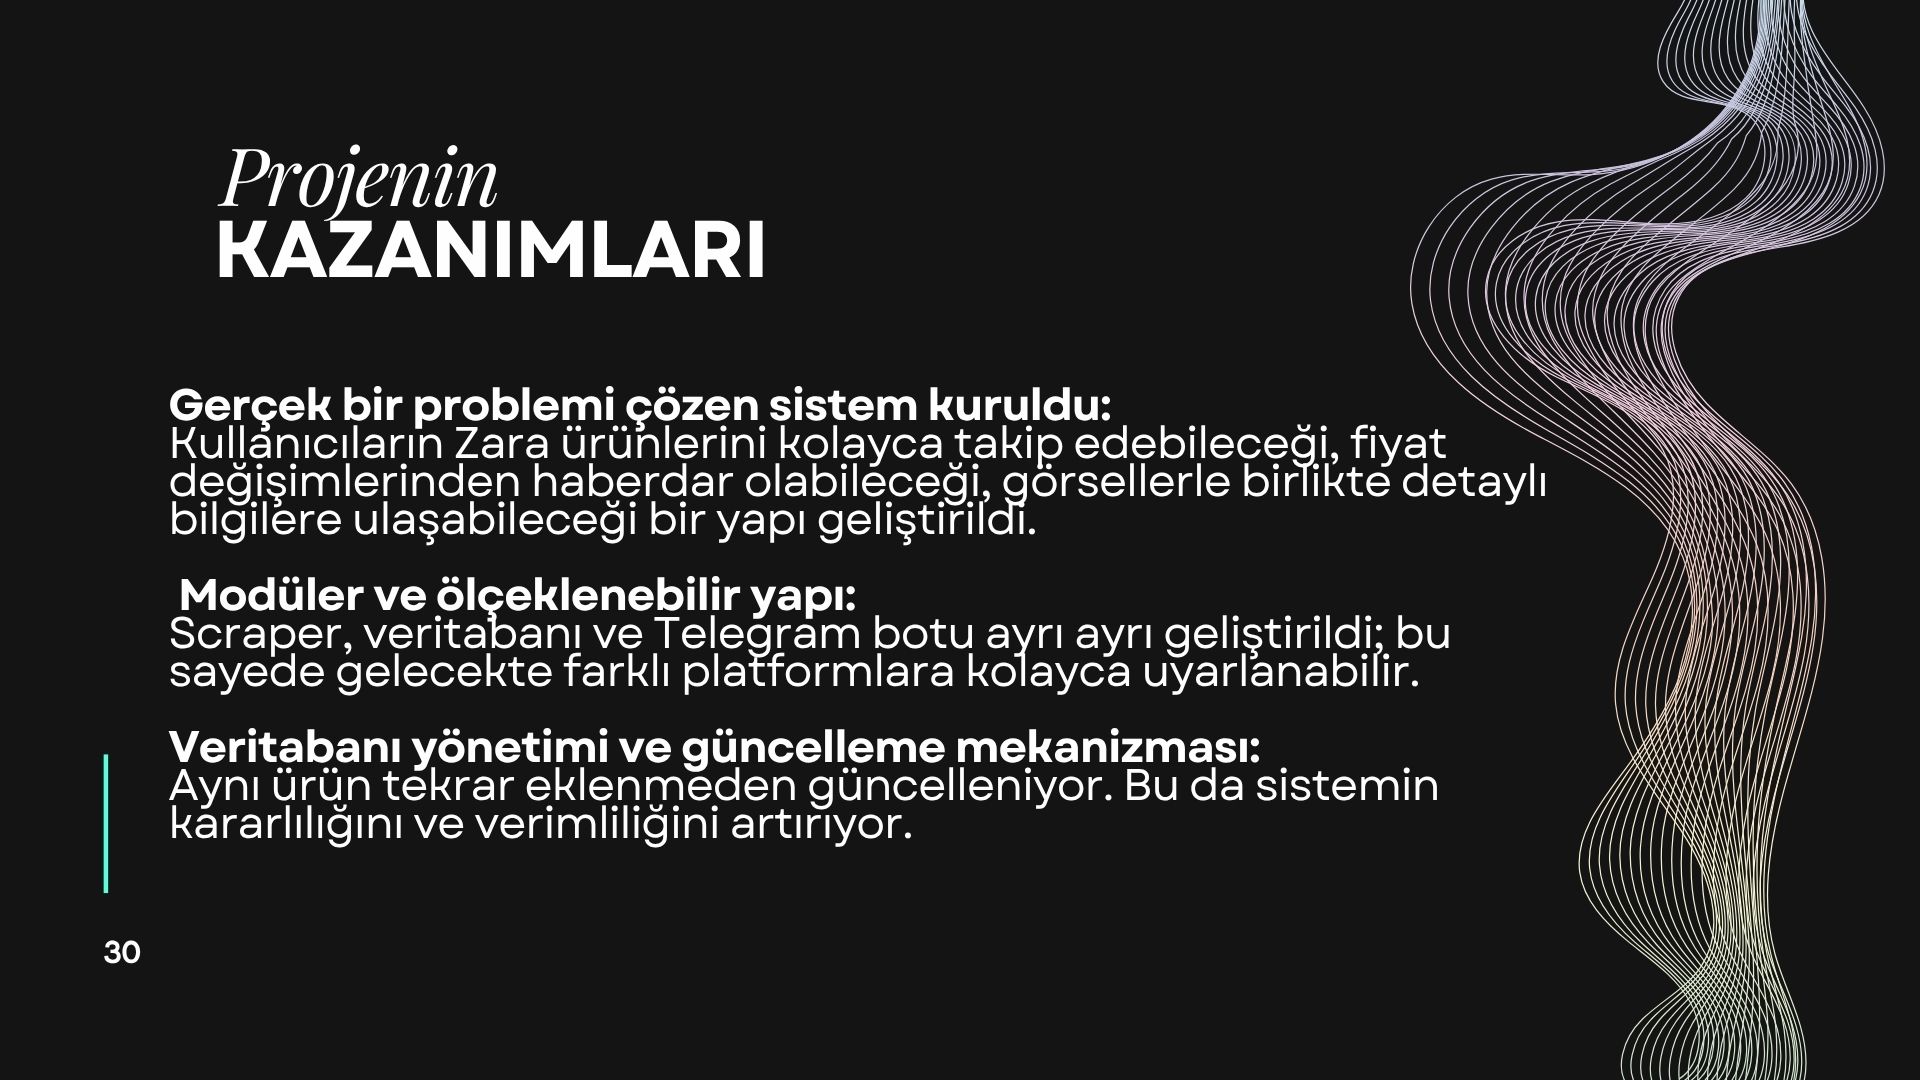 Projenin
KAZANIMLARI
Gerçek bir problemi çözen sistem kuruldu:
Kullanıcıların Zara ürünlerini kolayca takip edebileceği, fiyat
değişimlerinden haberdar olabileceği, görsellerle birlikte detaylı
bilgilere ulaşabileceği bir yapı geliştirildi.
Modüler ve ölçeklenebilir yapı:
Scraper, veritabanı ve Telegram botu ayrı ayrı geliştirildi; bu
sayede gelecekte farklı platformlara kolayca uyarlanabilir.
Veritabanı yönetimi ve güncelleme mekanizması:
Aynı ürün tekrar eklenmeden güncelleniyor. Bu da sistemin
kararlılığını ve verimliliğini artırıyor.
30